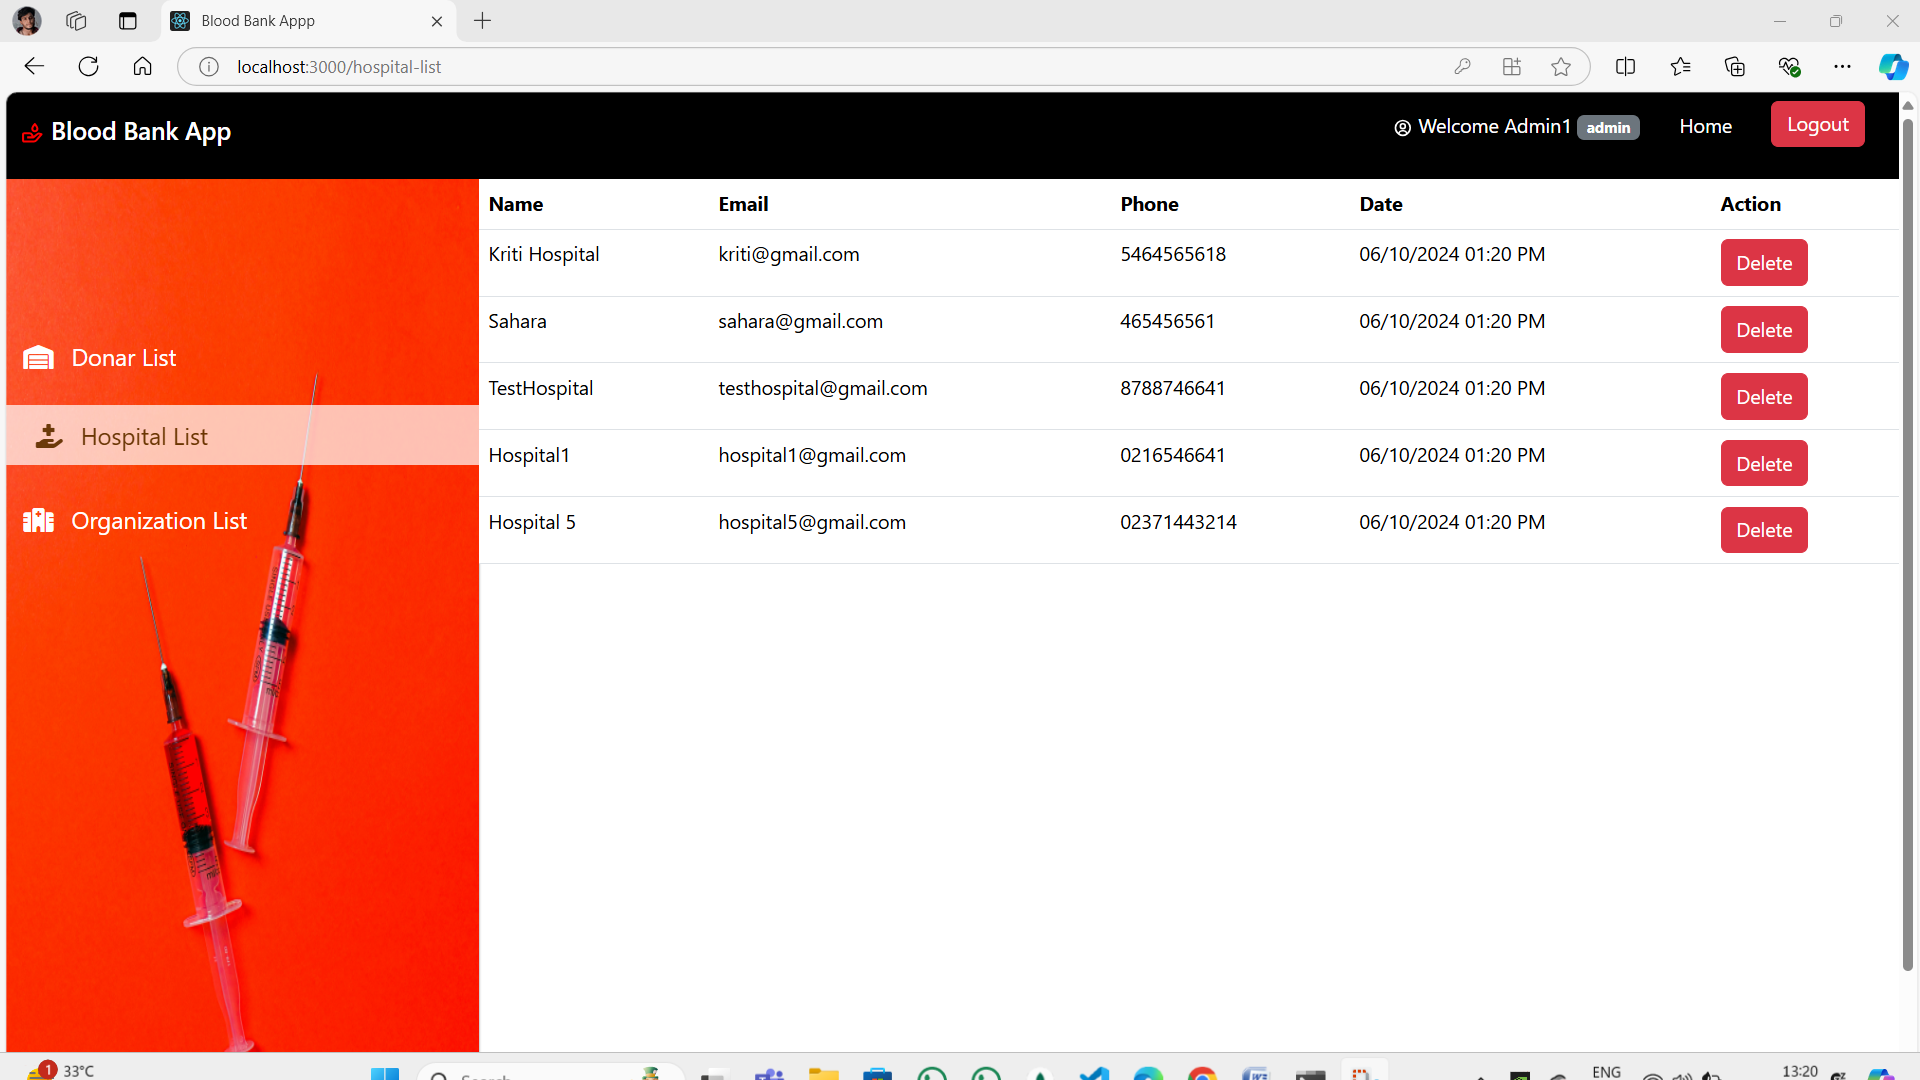 Blood Bank Appp
localhost:3000/hospital-list
Blood Bank App
Welcome Admin1 admin Home Logout
Donar List
Hospital List
Organization List
Name Email Phone Date Action
Kriti Hospital kriti@gmail.com 5464565618 06/10/2024 01:20 PM Delete
Sahara sahara@gmail.com 465456561 06/10/2024 01:20 PM Delete
TestHospital testhospital@gmail.com 8788746641 06/10/2024 01:20 PM Delete
Hospital1 hospital1@gmail.com 0216546641 06/10/2024 01:20 PM Delete
Hospital 5 hospital5@gmail.com 02371443214 06/10/2024 01:20 PM Delete
1 33°C
Search
ENG
13:20